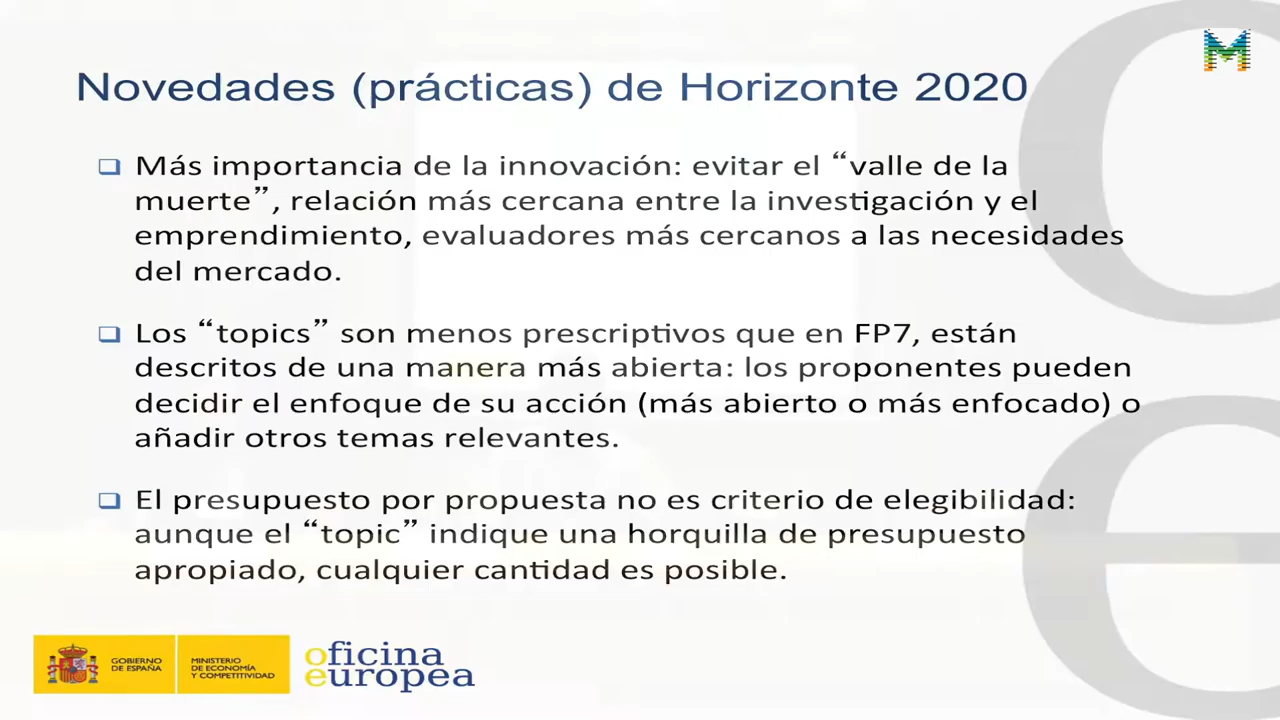 Novedades (prácticas) de Horizonte 2020
Más importancia de la innovación: evitar el “valle de la
muerte”, relación más cercana entre la investigación y el
emprendimiento, evaluadores más cercanos a las necesidades
del mercado.
Los “topics” son menos prescriptivos que en FP7, están
descritos de una manera más abierta: los proponentes pueden
decidir el enfoque de su acción (más abierto o más enfocado) o
añadir otros temas relevantes.
El presupuesto por propuesta no es criterio de elegibilidad:
aunque el “topic” indique una horquilla de presupuesto
apropiado, cualquier cantidad es posible.
GOBIERNO
DE ESPAÑA
MINISTERIO
DE ECONOMÍA
Y COMPETITIVIDAD
oficina
europea
M